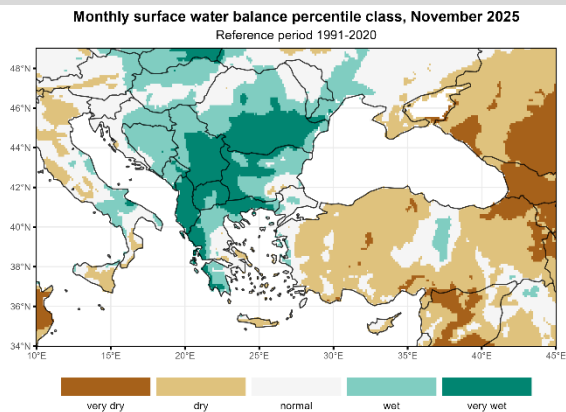 Monthly surface water balance percentile class, November 2025
Reference period 1991-2020
48°N
46°N
44°N
42°N
40°N
38°N
36°N
34°N
10°E 15°E 20°E 25°E 30°E 35°E 40°E 45°E
very dry dry normal wet very wet